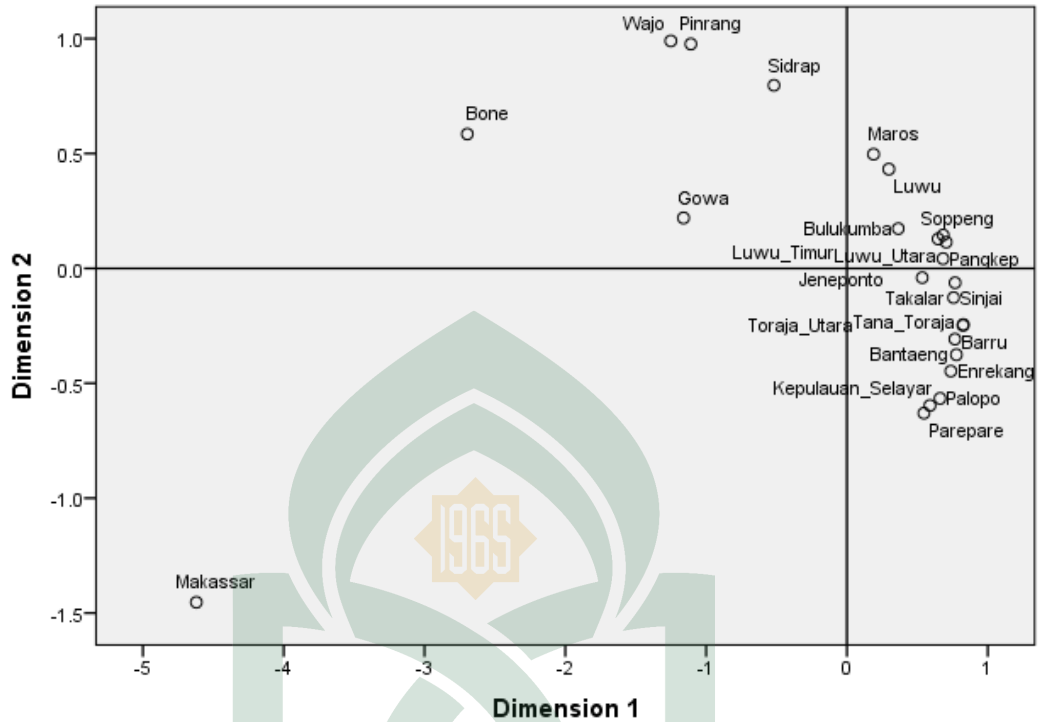 Wajo Pinrang
1.0
Sidrap
Bone
Maros
0.5
Luwu
Gowa
Soppeng
Bulukumba
Luwu_Timur Luwu_Utara Pangkep
0.0
Jeneponto
Takalar Sinjai
Toraja_Utara Tana_Toraja
Barru
Bantaeng
Enrekang
-0.5
Kepulauan_Selayar
Palopo
Parepare
Dimension 2
-1.0
1965
Makassar
-1.5
-5 -4 -3 -2 -1 0 1
Dimension 1